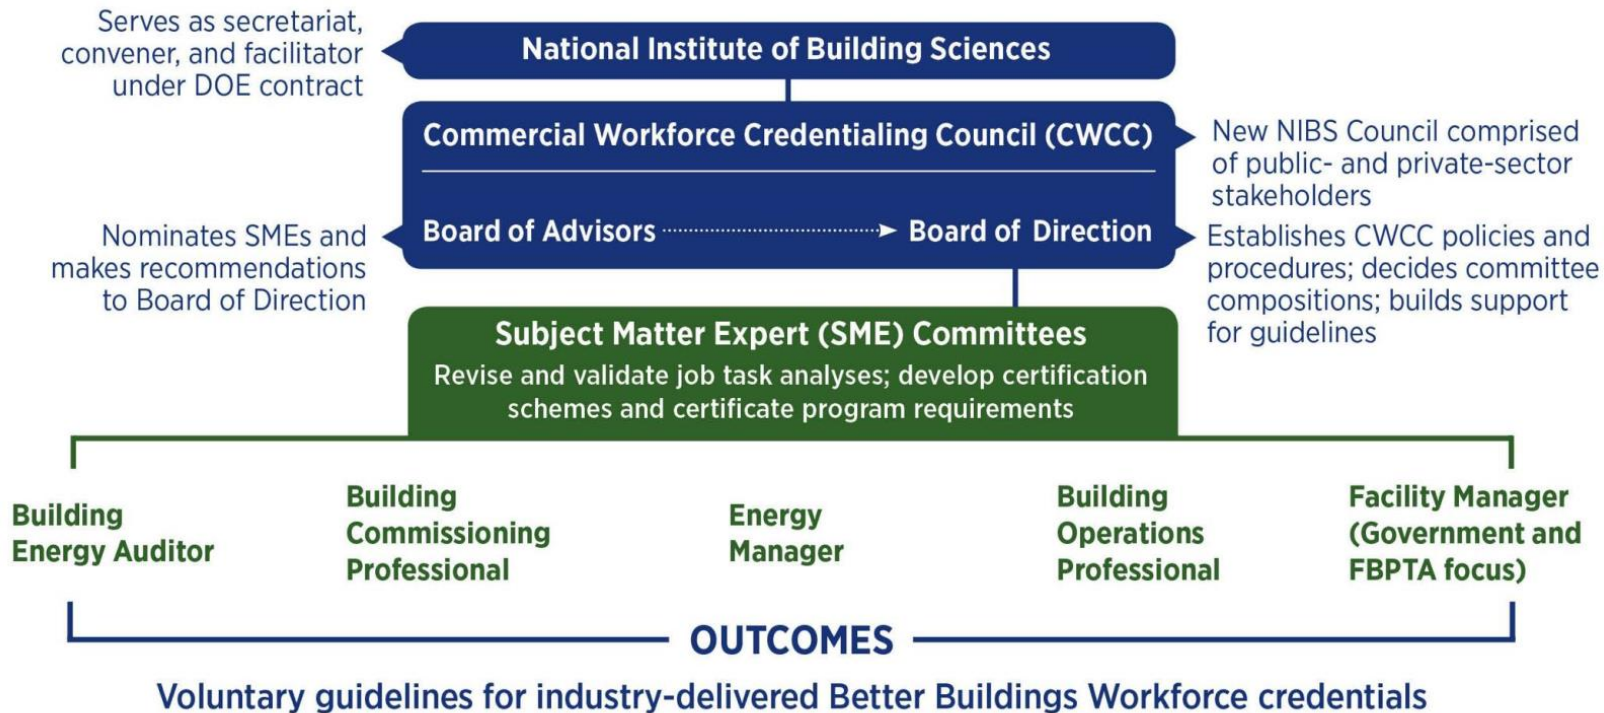 Serves as secretariat,
convener, and facilitator
under DOE contract
National Institute of Building Sciences
Commercial Workforce Credentialing Council (CWCC)
New NIBS Council comprised
of public- and private-sector
stakeholders
Board of Advisors
Board of Direction
Nominates SMEs and
makes recommendations
to Board of Direction
Establishes CWCC policies and
procedures; decides committee
compositions; builds support
for guidelines
Subject Matter Expert (SME) Committees
Revise and validate job task analyses; develop certification
schemes and certificate program requirements
Building
Energy Auditor
Building
Commissioning
Professional
Energy
Manager
Building
Operations
Professional
Facility Manager
(Government and
FBPTA focus)
OUTCOMES
Voluntary guidelines for industry-delivered Better Buildings Workforce credentials